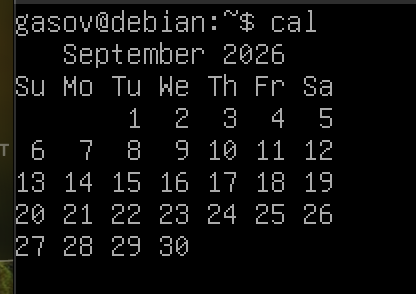 gasov@debian:~$ cal
   September 2026
Su Mo Tu We Th Fr Sa
       1  2  3  4  5
 6  7  8  9 10 11 12
13 14 15 16 17 18 19
20 21 22 23 24 25 26
27 28 29 30
T